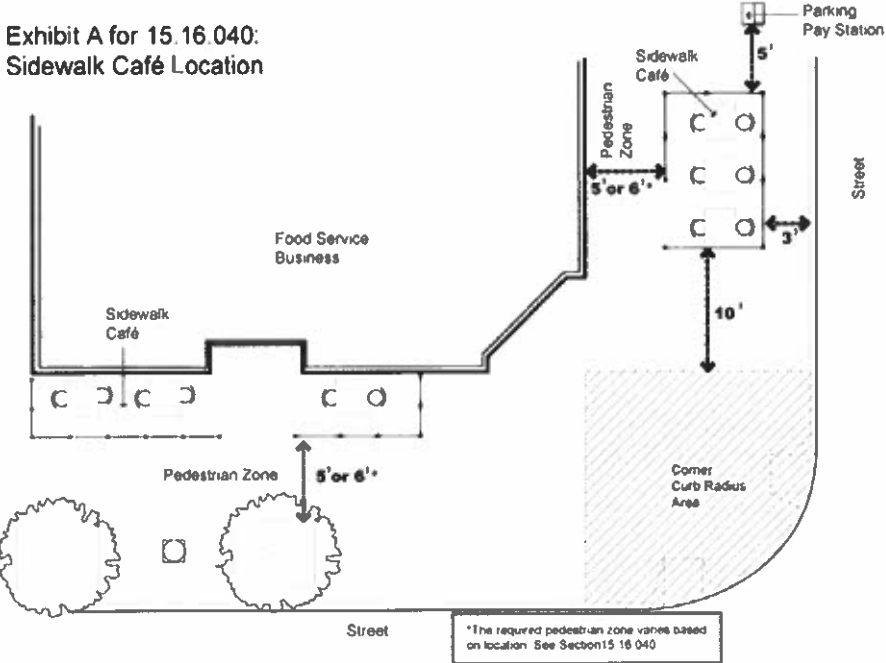 Exhibit A for 15.16.040:
Sidewalk Café Location
Parking
Pay Station
5'
Sidewalk
Café
Pedestrian
Zone
5'or 6'*
Street
3'
10'
Food Service
Business
Sidewalk
Café
Pedestrian Zone
5'or 6'*
Corner
Curb Radius
Area
Street
*The required pedestrian zone varies based
on location. See Section15 16 040